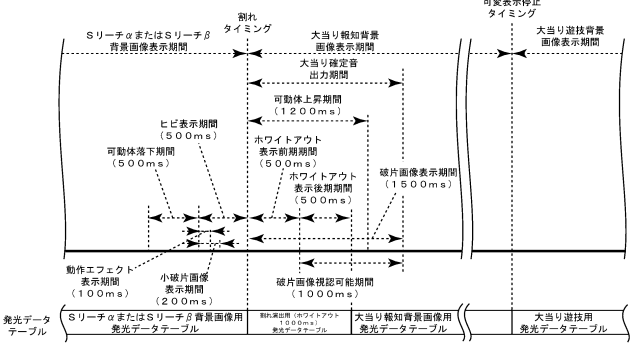 割れ
タイミング
可変表示停止
タイミング
SリーチαまたはSリーチβ
背景画像表示期間
大当り報知背景
画像表示期間
大当り遊技背景
画像表示期間
大当り確定音
出力期間
可動体上昇期間
(1200ms)
ヒビ表示期間
(500ms)
ホワイトアウト
表示前期期間
(500ms)
可動体落下期間
(500ms)
ホワイトアウト
表示後期期間
(500ms)
破片画像表示期間
(1500ms)
動作エフェクト
表示期間
(100ms)
小破片画像
表示期間
(200ms)
破片画像視認可能期間
(1000ms)
発光データ
テーブル
SリーチαまたはSリーチβ背景画像用
発光データテーブル
割れ演出用(ホワイトアウト
1000ms)
発光データテーブル
大当り報知背景画像用
発光データテーブル
大当り遊技用
発光データテーブル